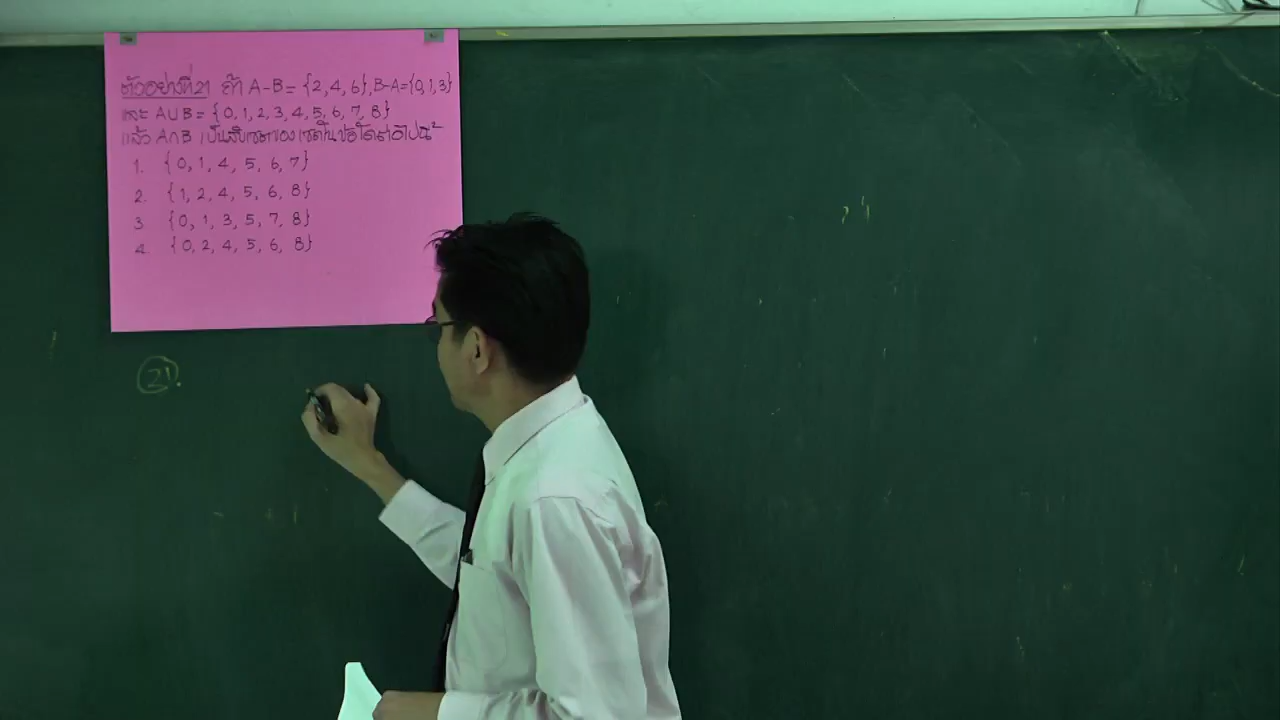 ตัวอย่างที่ 21 ถ้า A-B = {2, 4, 6}, B-A = {0, 1, 3}
และ A∪B = {0, 1, 2, 3, 4, 5, 6, 7, 8}
แล้ว A∩B เป็นสับเซตของเซตในข้อใดต่อไปนี้
1. {0, 1, 4, 5, 6, 7}
2. {1, 2, 4, 5, 6, 8}
3 {0, 1, 3, 5, 7, 8}
4. {0, 2, 4, 5, 6, 8}
21.